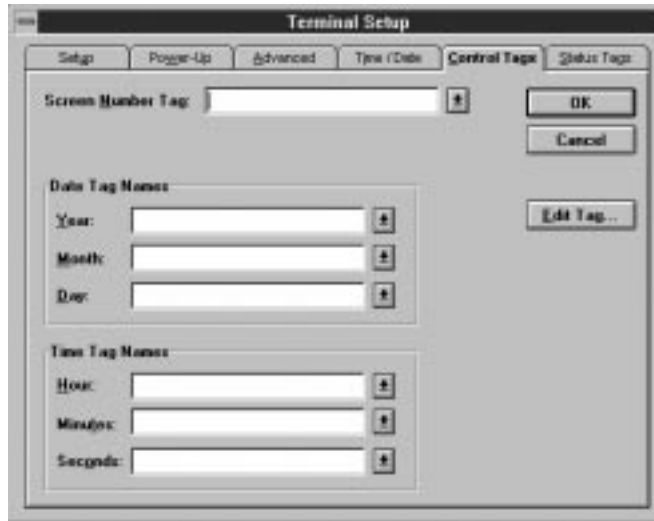 Terminal Setup
Setup Power-Up Advanced Time / Date Control Tags Status Tags
Screen Number Tag:
OK
Cancel
Date Tag Names
Year:
Edit Tag...
Month:
Day:
Time Tag Names
Hour:
Minutes:
Seconds: